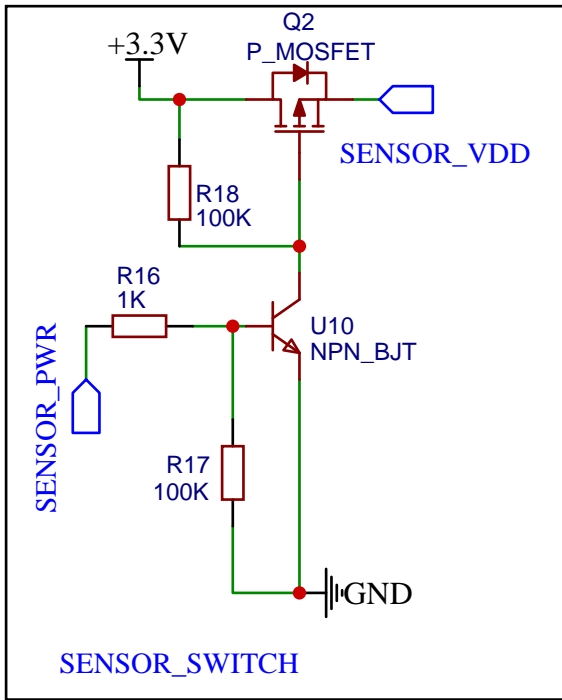 Q2
+3.3V
P_MOSFET
SENSOR_VDD
R18
100K
R16
1K
U10
NPN_BJT
SENSOR_PWR
R17
100K
GND
SENSOR_SWITCH